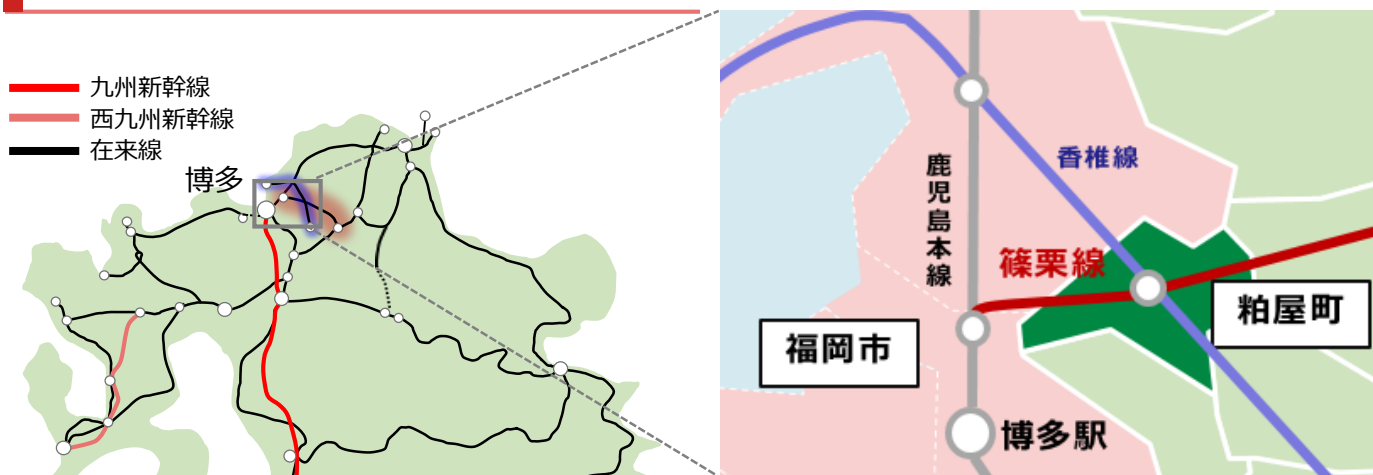 九州新幹線
西九州新幹線
在来線
博多
鹿児島本線
香椎線
篠栗線
粕屋町
福岡市
博多駅